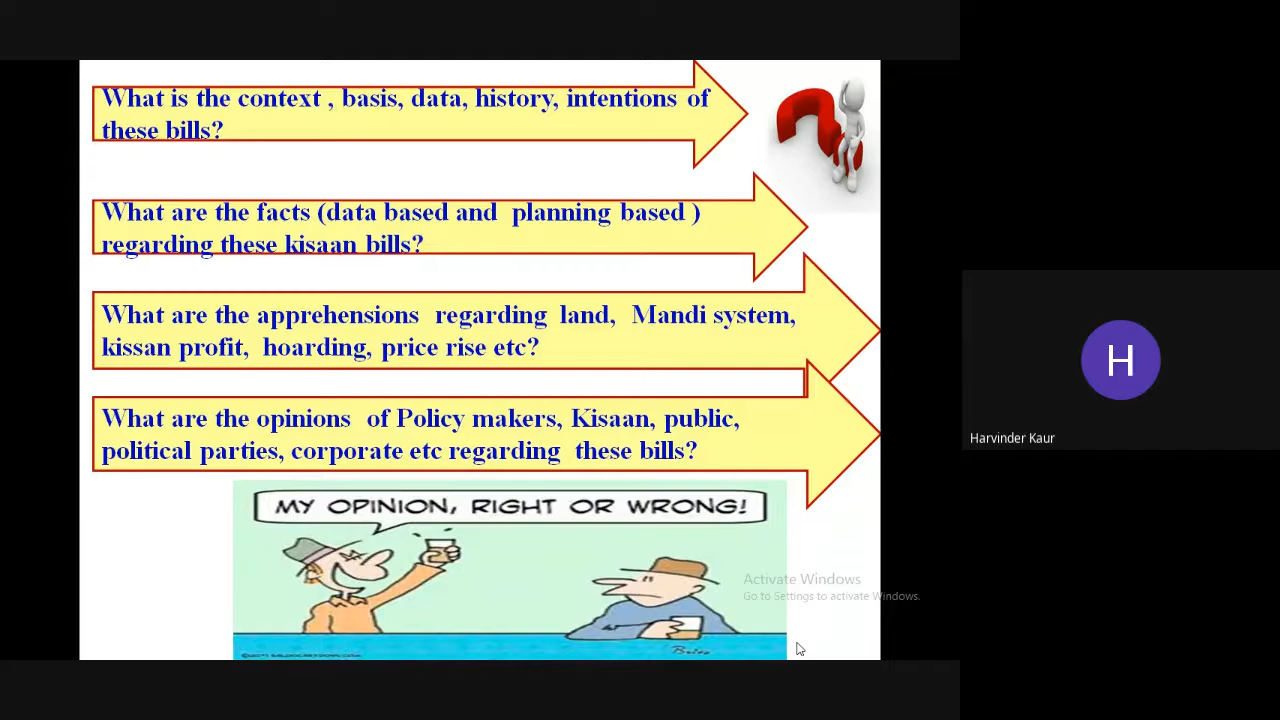 What is the context , basis, data, history, intentions of
these bills?
What are the facts (data based and planning based )
regarding these kisaan bills?
What are the apprehensions regarding land, Mandi system,
kissan profit, hoarding, price rise etc?
What are the opinions of Policy makers, Kisaan, public,
political parties, corporate etc regarding these bills?
MY OPINION, RIGHT OR WRONG!
Activate Windows
Go to Settings to activate Windows.
H
Harvinder Kaur